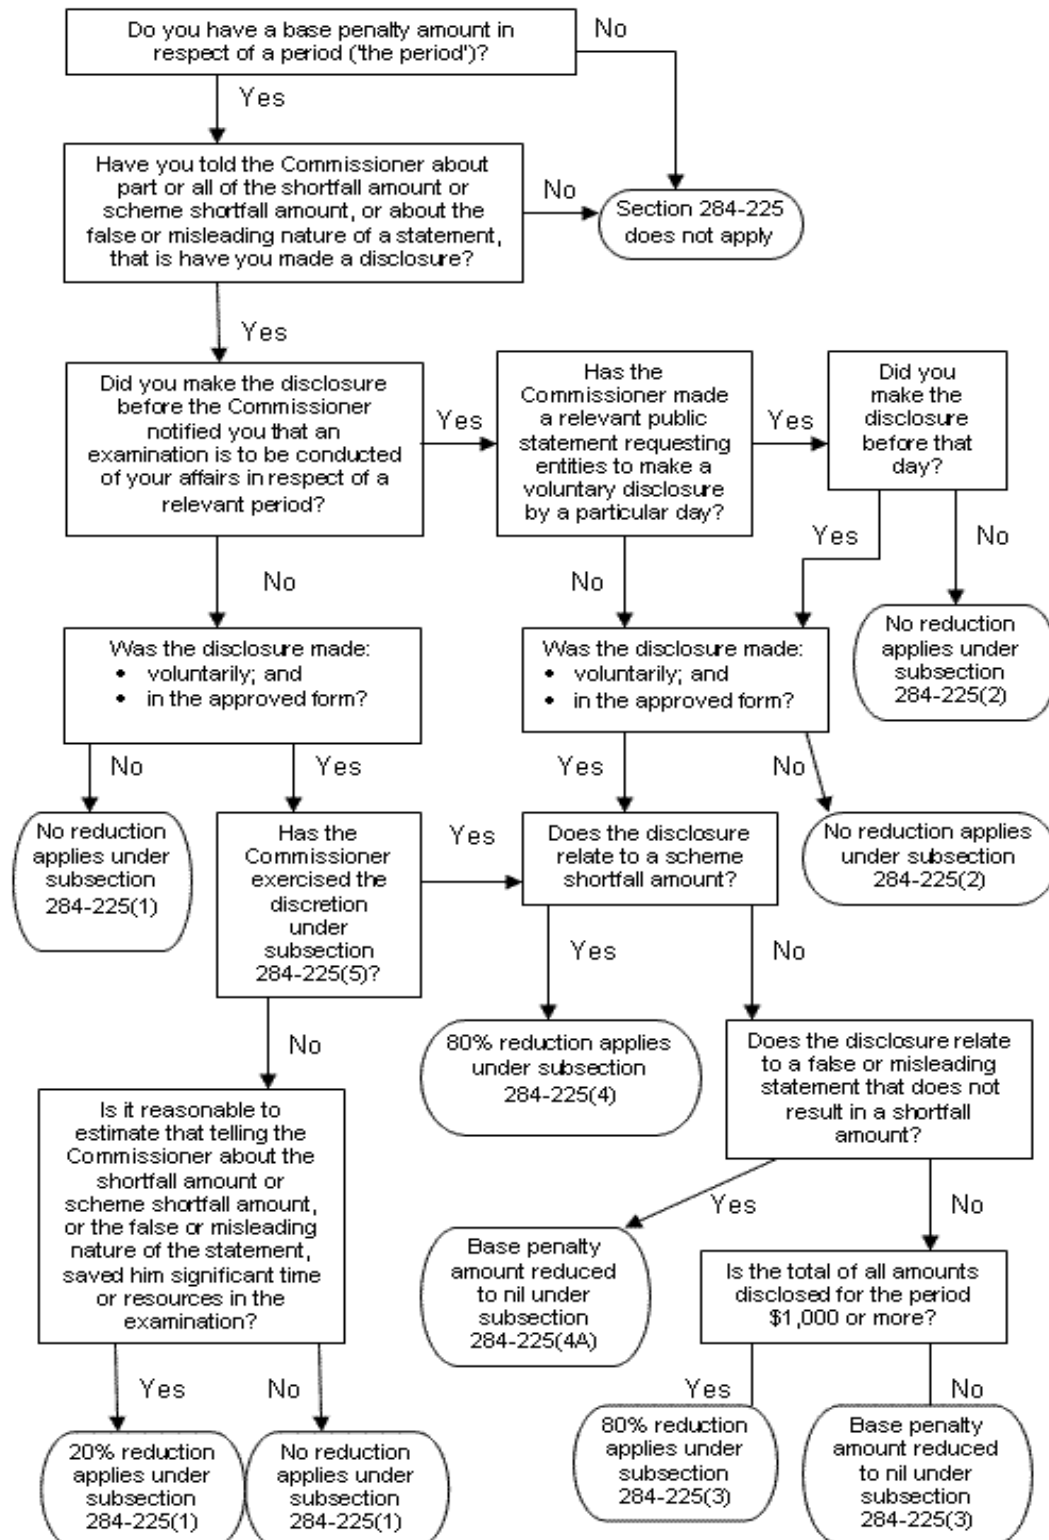 Do you have a base penalty amount in
respect of a period ('the period')?
No
Yes
Have you told the Commissioner about
part or all of the shortfall amount or
scheme shortfall amount, or about the
false or misleading nature of a statement,
that is have you made a disclosure?
No
Section 284-225
does not apply
Yes
Did you make the disclosure
before the Commissioner
notified you that an
examination is to be conducted
of your affairs in respect of a
relevant period?
Yes
Has the
Commissioner made
a relevant public
statement requesting
entities to make a
voluntary disclosure
by a particular day?
Yes
Did you
make the
disclosure
before that
day?
No
No
Yes
No
Was the disclosure made:
• voluntarily; and
• in the approved form?
Was the disclosure made:
• voluntarily; and
• in the approved form?
No reduction
applies under
subsection
284-225(2)
No
Yes
Yes
No
No reduction
applies under
subsection
284-225(1)
Has the
Commissioner
exercised the
discretion
under
subsection
284-225(5)?
Yes
Does the disclosure
relate to a scheme
shortfall amount?
No reduction applies
under subsection
284-225(2)
No
Yes
No
80% reduction applies
under subsection
284-225(4)
Does the disclosure relate
to a false or misleading
statement that does not
result in a shortfall
amount?
Is it reasonable to
estimate that telling the
Commissioner about the
shortfall amount or
scheme shortfall amount,
or the false or misleading
nature of the statement,
saved him significant time
or resources in the
examination?
Yes
No
Base penalty
amount reduced
to nil under
subsection
284-225(4A)
Is the total of all amounts
disclosed for the period
$1,000 or more?
Yes
No
Yes
No
20% reduction
applies under
subsection
284-225(1)
No reduction
applies under
subsection
284-225(1)
80% reduction
applies under
subsection
284-225(3)
Base penalty
amount reduced
to nil under
subsection
284-225(3)